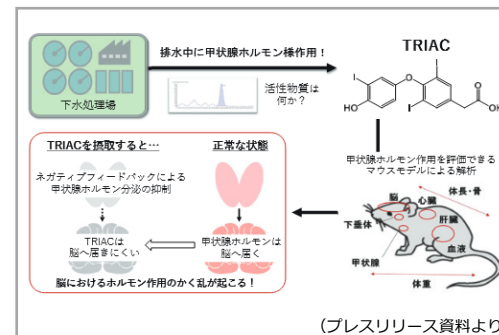 排水中に甲状腺ホルモン様作用！
下水処理場
活性物質は
何か？
TRIAC
I
O
I
HO
I
O
OH
甲状腺ホルモン作用を評価できる
マウスモデルによる解析
体長・骨
脳
心臓
肝臓
下垂体
血液
甲状腺
体重
TRIACを摂取すると…
正常な状態
ネガティブフィードバックによる
甲状腺ホルモン分泌の抑制
TRIACは
脳へ届きにくい
甲状腺ホルモンは
脳へ届く
脳におけるホルモン作用のかく乱が起こる！
（プレスリリース資料より